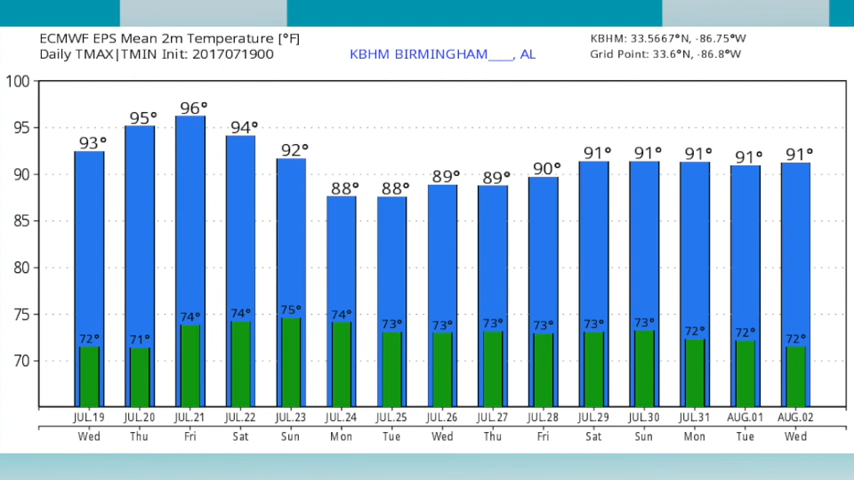 ECMWF EPS Mean 2m Temperature [°F]
Daily TMAX|TMIN Init: 2017071900
KBHM BIRMINGHAM____, AL
KBHM: 33.5667°N, -86.75°W
Grid Point: 33.6°N, -86.8°W
100
95
90
85
80
75
70
93° 95° 96° 94° 92° 88° 88° 89° 89° 90° 91° 91° 91° 91° 91°
72° 71° 74° 74° 75° 74° 73° 73° 73° 73° 73° 73° 72° 72° 72°
JUL.19 JUL.20 JUL.21 JUL.22 JUL.23 JUL.24 JUL.25 JUL.26 JUL.27 JUL.28 JUL.29 JUL.30 JUL.31 AUG.01 AUG.02
Wed Thu Fri Sat Sun Mon Tue Wed Thu Fri Sat Sun Mon Tue Wed